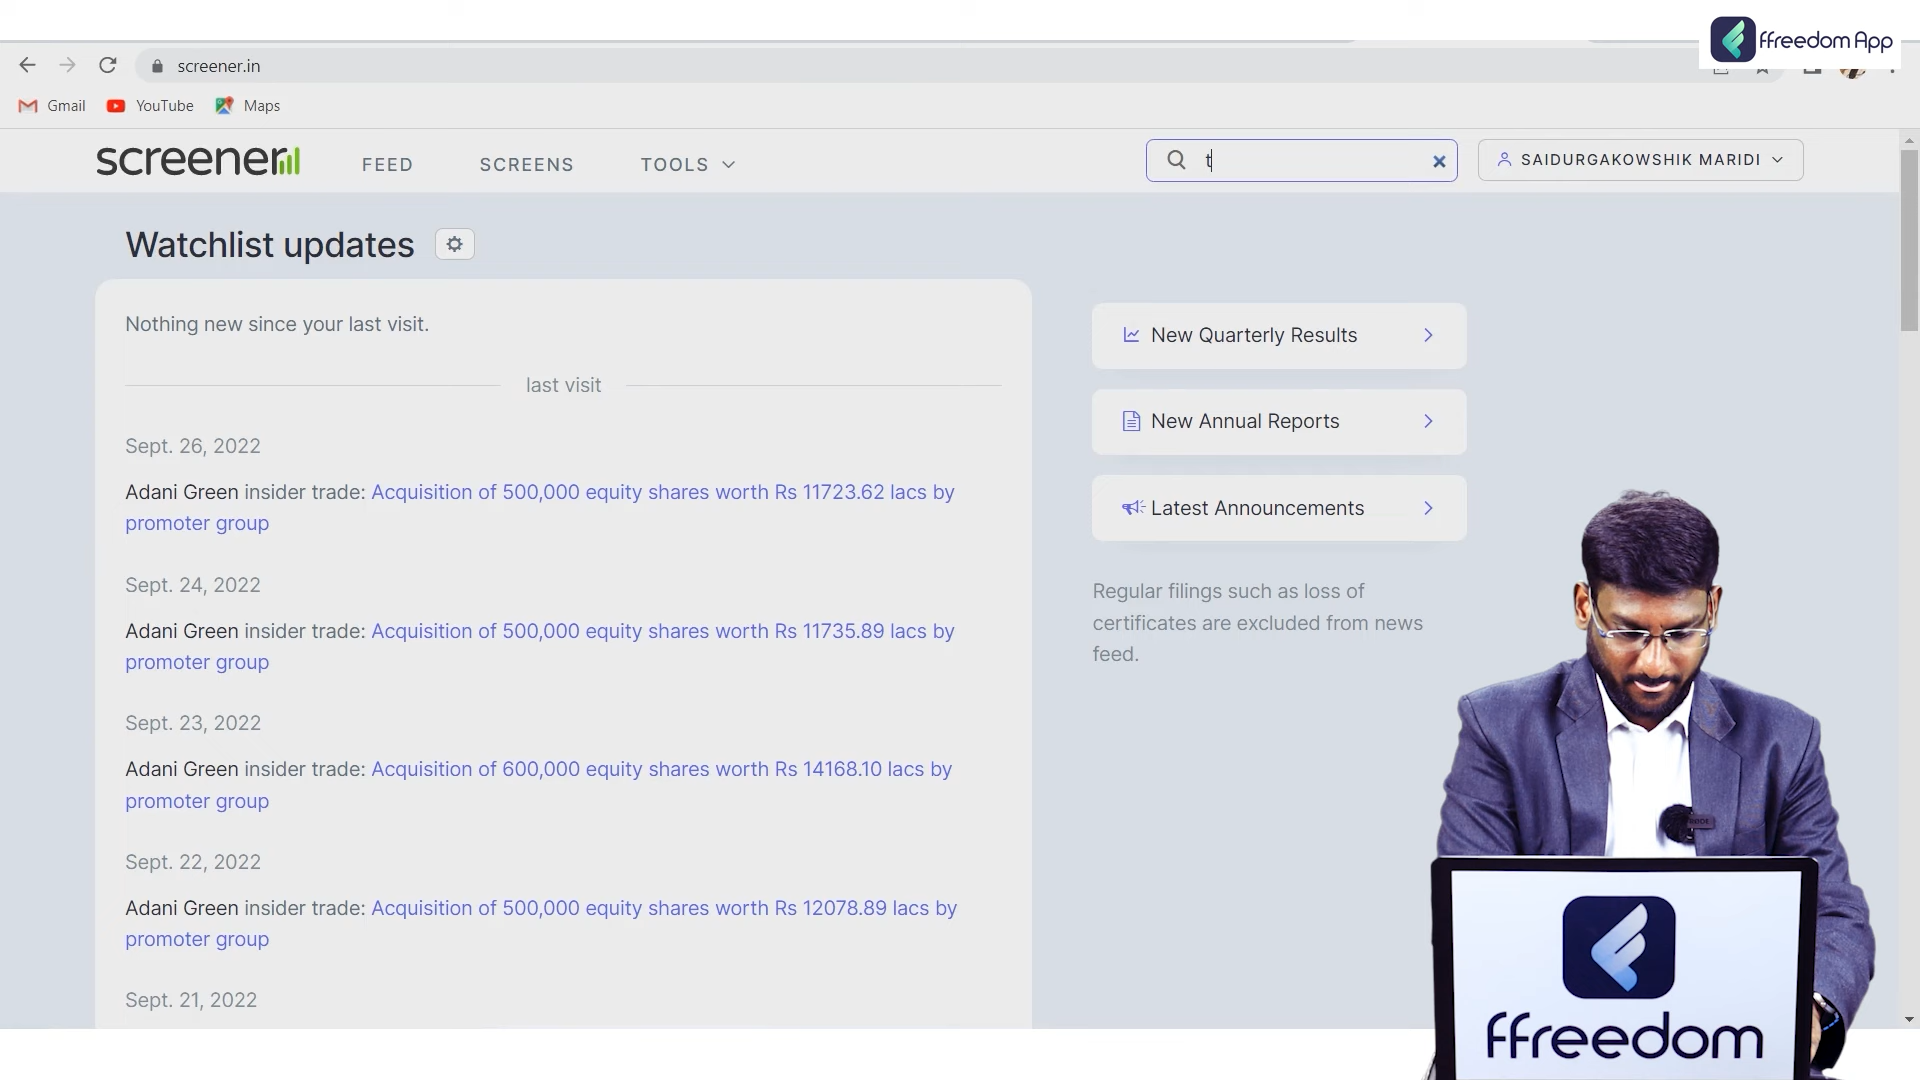 ffreedom App
screener.in
Gmail YouTube Maps
screener FEED SCREENS TOOLS t SAIDURGAKOWSHIK MARIDI
Watchlist updates
Nothing new since your last visit.
last visit
Sept. 26, 2022
Adani Green insider trade: Acquisition of 500,000 equity shares worth Rs 11723.62 lacs by
promoter group
Sept. 24, 2022
Adani Green insider trade: Acquisition of 500,000 equity shares worth Rs 11735.89 lacs by
promoter group
Sept. 23, 2022
Adani Green insider trade: Acquisition of 600,000 equity shares worth Rs 14168.10 lacs by
promoter group
Sept. 22, 2022
Adani Green insider trade: Acquisition of 500,000 equity shares worth Rs 12078.89 lacs by
promoter group
Sept. 21, 2022
New Quarterly Results
New Annual Reports
Latest Announcements
Regular filings such as loss of
certificates are excluded from news
feed.
RODE
ffreedom